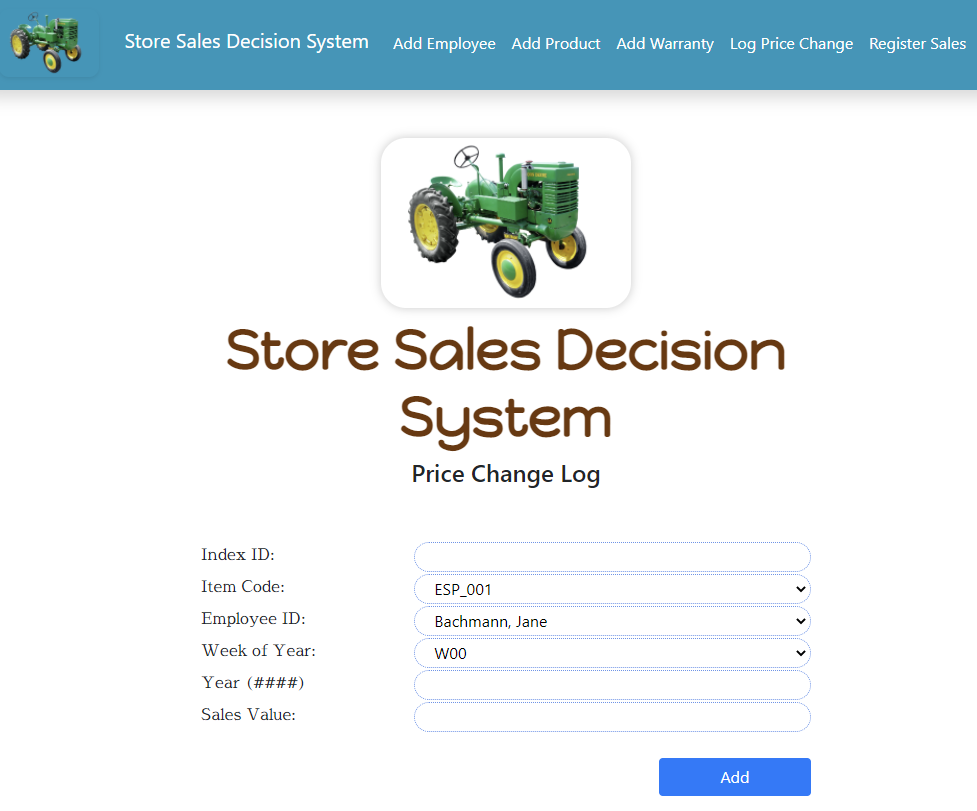 Store Sales Decision System Add Employee Add Product Add Warranty Log Price Change Register Sales
Store Sales Decision
System
Price Change Log
Index ID:
Item Code: ESP_001
Employee ID: Bachmann, Jane
Week of Year: W00
Year (####)
Sales Value:
Add